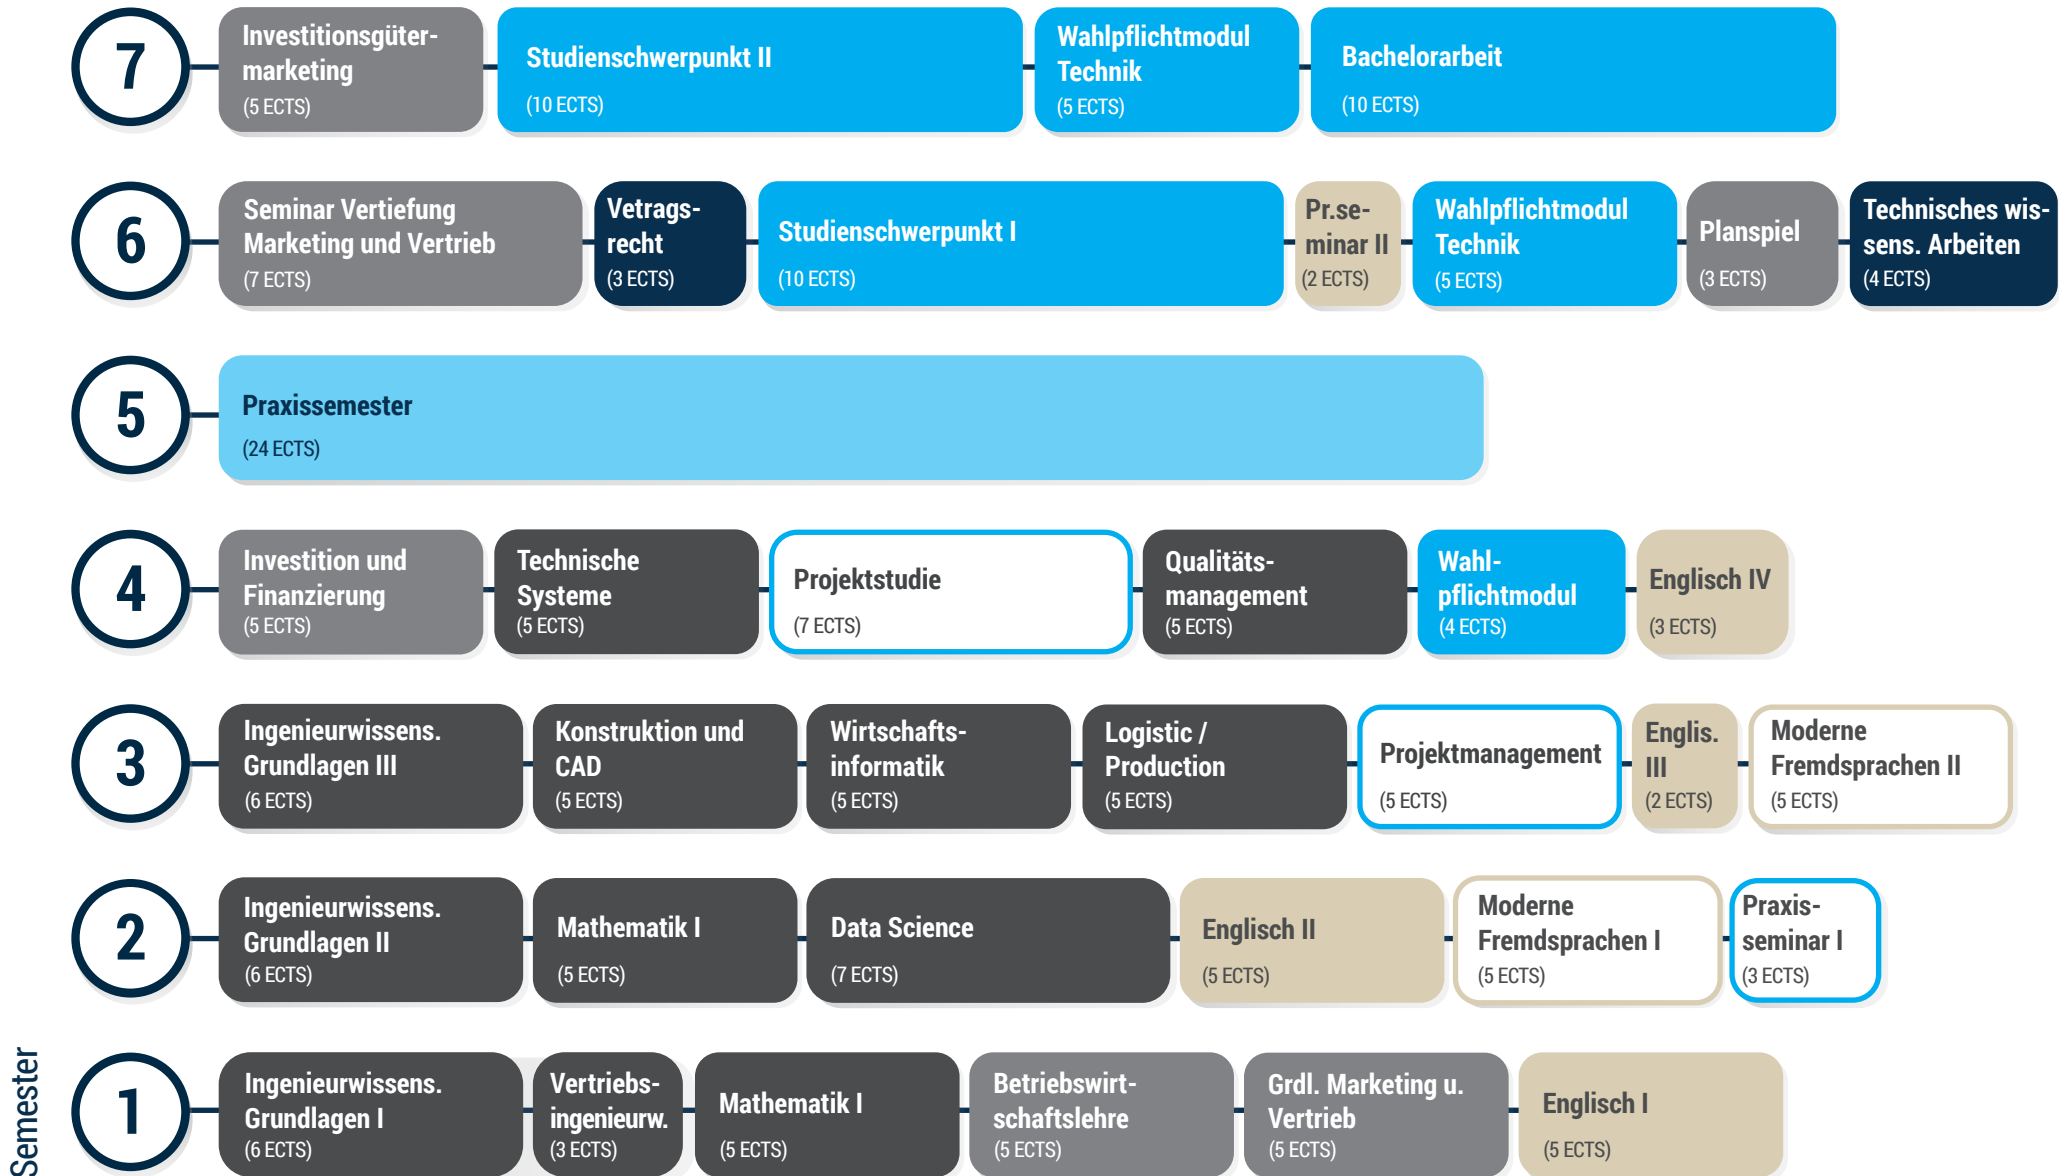 7
Investitionsgüter-
marketing
(5 ECTS)
Studienschwerpunkt II
(10 ECTS)
Wahlpflichtmodul
Technik
(5 ECTS)
Bachelorarbeit
(10 ECTS)
6
Seminar Vertiefung
Marketing und Vertrieb
(7 ECTS)
Vetrags-
recht
(3 ECTS)
Studienschwerpunkt I
(10 ECTS)
Pr.se-
minar II
(2 ECTS)
Wahlpflichtmodul
Technik
(5 ECTS)
Planspiel
(3 ECTS)
Technisches wis-
sens. Arbeiten
(4 ECTS)
5
Praxissemester
(24 ECTS)
4
Investition und
Finanzierung
(5 ECTS)
Technische
Systeme
(5 ECTS)
Projektstudie
(7 ECTS)
Qualitäts-
management
(5 ECTS)
Wahl-
pflichtmodul
(4 ECTS)
Englisch IV
(3 ECTS)
3
Ingenieurwissens.
Grundlagen III
(6 ECTS)
Konstruktion und
CAD
(5 ECTS)
Wirtschafts-
informatik
(5 ECTS)
Logistic /
Production
(5 ECTS)
Projektmanagement
(5 ECTS)
Englis.
III
(2 ECTS)
Moderne
Fremdsprachen II
(5 ECTS)
2
Ingenieurwissens.
Grundlagen II
(6 ECTS)
Mathematik I
(5 ECTS)
Data Science
(7 ECTS)
Englisch II
(5 ECTS)
Moderne
Fremdsprachen I
(5 ECTS)
Praxis-
seminar I
(3 ECTS)
Semester
1
Ingenieurwissens.
Grundlagen I
(6 ECTS)
Vertriebs-
ingenieurw.
(3 ECTS)
Mathematik I
(5 ECTS)
Betriebswirt-
schaftslehre
(5 ECTS)
Grdl. Marketing u.
Vertrieb
(5 ECTS)
Englisch I
(5 ECTS)